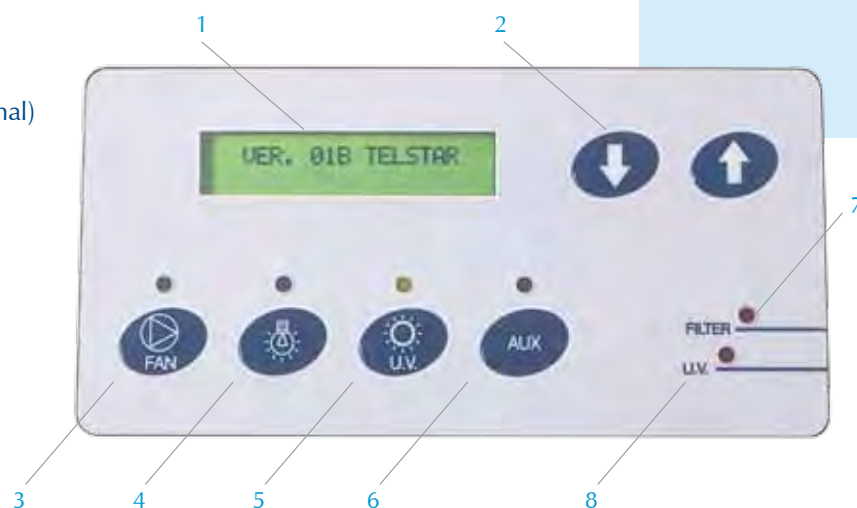 1
2
nal)
VER. 01B TELSTAR
7
FILTER
FAN
U.V.
AUX
U.V.
3
4
5
6
8